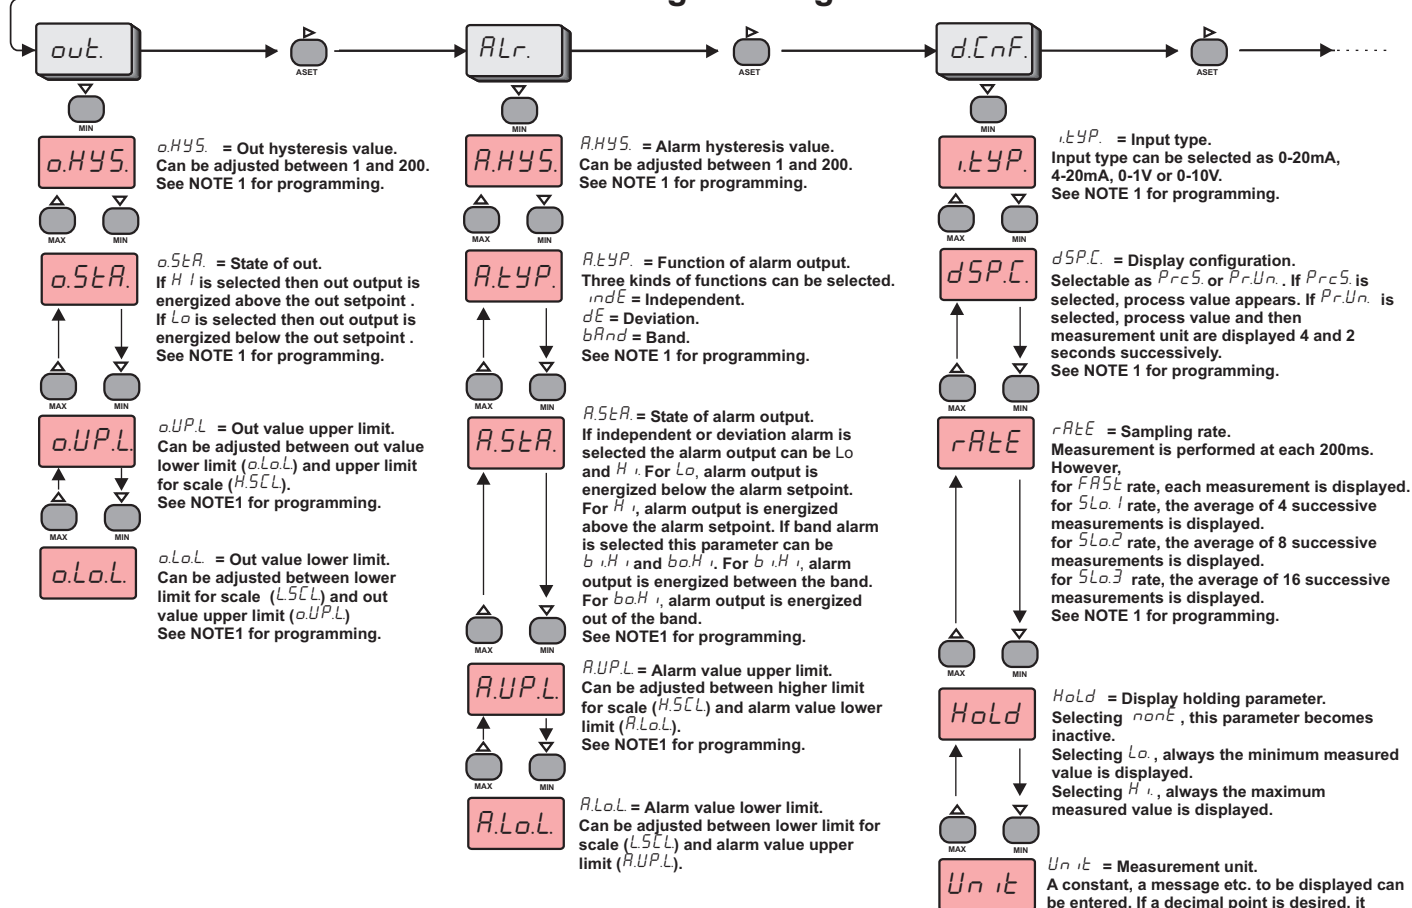 out.
ASET
ALr.
ASET
d.CnF.
ASET
MIN
o.HYS.
o.HYS. = Out hysteresis value.
Can be adjusted between 1 and 200.
See NOTE 1 for programming.
MAX MIN
o.StA.
o.StA. = State of out.
If HI is selected then out output is
energized above the out setpoint .
If Lo is selected then out output is
energized below the out setpoint .
See NOTE 1 for programming.
MAX MIN
o.UP.L.
o.UP.L = Out value upper limit.
Can be adjusted between out value
lower limit (o.Lo.L) and upper limit
for scale (H.SCL).
See NOTE1 for programming.
MAX MIN
o.Lo.L.
o.Lo.L. = Out value lower limit.
Can be adjusted between lower
limit for scale (L.SCL) and out
value upper limit (o.UP.L)
See NOTE1 for programming.
MIN
A.HYS.
A.HYS. = Alarm hysteresis value.
Can be adjusted between 1 and 200.
See NOTE 1 for programming.
MAX MIN
A.tYP.
A.tYP. = Function of alarm output.
Three kinds of functions can be selected.
indE = Independent.
dE = Deviation.
bAnd = Band.
See NOTE 1 for programming.
MAX MIN
A.StA.
A.StA. = State of alarm output.
If independent or deviation alarm is
selected the alarm output can be Lo
and Hi. For Lo, alarm output is
energized below the alarm setpoint.
For Hi, alarm output is energized
above the alarm setpoint. If band alarm
is selected this parameter can be
bi.Hi and bo.Hi. For bi.Hi, alarm
output is energized between the band.
For bo.Hi, alarm output is energized
out of the band.
See NOTE1 for programming.
MAX MIN
A.UP.L.
A.UP.L. = Alarm value upper limit.
Can be adjusted between higher limit
for scale (H.SCL) and alarm value lower
limit (A.Lo.L).
See NOTE1 for programming.
MAX MIN
A.Lo.L.
A.Lo.L. = Alarm value lower limit.
Can be adjusted between lower limit for
scale (L.SCL) and alarm value upper
limit (A.UP.L).
MIN
i.tYP.
i.tYP. = Input type.
Input type can be selected as 0-20mA,
4-20mA, 0-1V or 0-10V.
See NOTE 1 for programming.
MAX MIN
dSP.C.
dSP.C. = Display configuration.
Selectable as PrcS. or Pr.Un. . If PrcS. is
selected, process value appears. If Pr.Un. is
selected, process value and then
measurement unit are displayed 4 and 2
seconds successively.
See NOTE 1 for programming.
MAX MIN
rAtE
rAtE = Sampling rate.
Measurement is performed at each 200ms.
However,
for FASt rate, each measurement is displayed.
for SLo.1 rate, the average of 4 successive
measurements is displayed.
for SLo.2 rate, the average of 8 successive
measurements is displayed.
for SLo.3 rate, the average of 16 successive
measurements is displayed.
See NOTE 1 for programming.
MAX MIN
HoLd
HoLd = Display holding parameter.
Selecting nonE , this parameter becomes
inactive.
Selecting Lo. , always the minimum measured
value is displayed.
Selecting Hi. , always the maximum
measured value is displayed.
MAX MIN
Unit
Unit = Measurement unit.
A constant, a message etc. to be displayed can
be entered. If a decimal point is desired, it